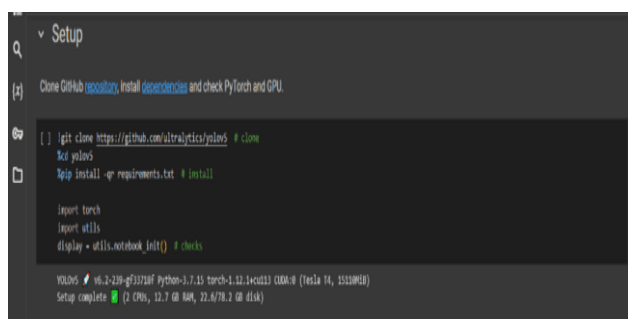 Setup
Clone GitHub repository, install dependencies and check PyTorch and GPU.
{x}
[ ] !git clone https://github.com/ultralytics/yolov5 # clone
%cd yolov5
%pip install -qr requirements.txt # install
import torch
import utils
display = utils.notebook_init() # checks
YOLOv5 🚀 v6.2-239-gf33718f Python-3.7.15 torch-1.12.1+cu113 CUDA:0 (Tesla T4, 15110MiB)
Setup complete ✅ (2 CPUs, 12.7 GB RAM, 22.6/78.2 GB disk)